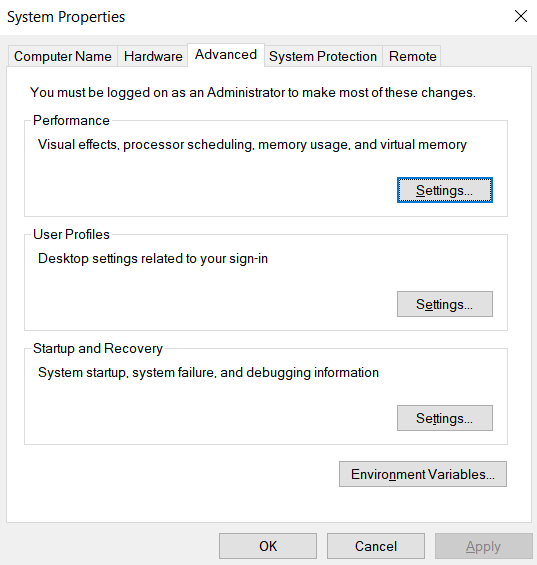 System Properties
Computer Name Hardware Advanced System Protection Remote
You must be logged on as an Administrator to make most of these changes.
Performance
Visual effects, processor scheduling, memory usage, and virtual memory
Settings...
User Profiles
Desktop settings related to your sign-in
Settings...
Startup and Recovery
System startup, system failure, and debugging information
Settings...
Environment Variables...
OK Cancel Apply